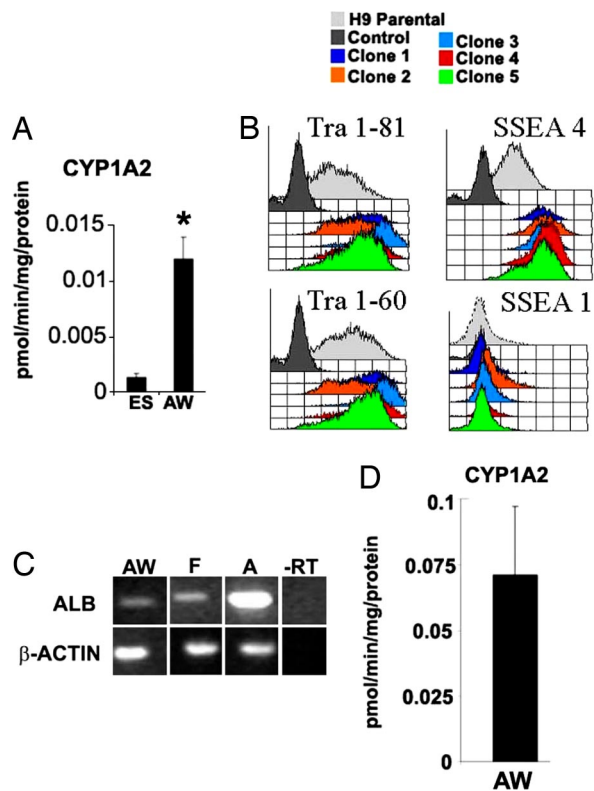 H9 Parental
Control
Clone 1
Clone 2
Clone 3
Clone 4
Clone 5
A
CYP1A2
pmol/min/mg/protein
0.015
0.01
0.005
0
*
ES AW
B
Tra 1-81
SSEA 4
Tra 1-60
SSEA 1
C
AW F A -RT
ALB
β-ACTIN
D
CYP1A2
pmol/min/mg/protein
0.1
0.075
0.05
0.025
0
AW